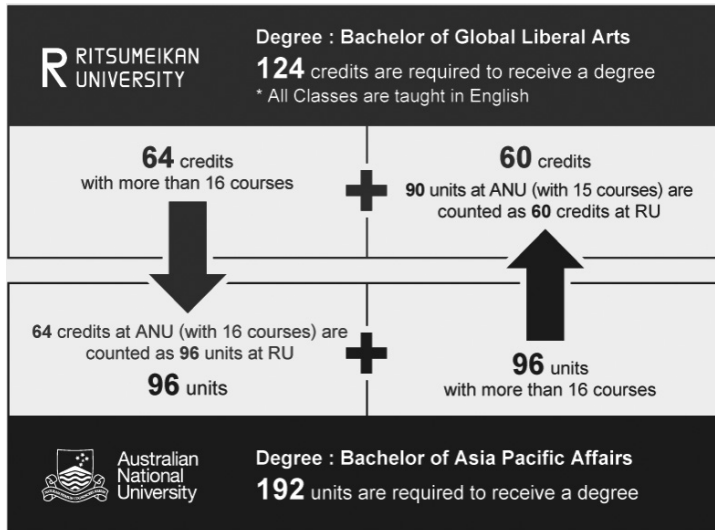 RITSUMEIKAN
UNIVERSITY
Degree : Bachelor of Global Liberal Arts
124 credits are required to receive a degree
* All Classes are taught in English
64 credits
with more than 16 courses
60 credits
90 units at ANU (with 15 courses) are
counted as 60 credits at RU
64 credits at ANU (with 16 courses) are
counted as 96 units at RU
96 units
96 units
with more than 16 courses
Australian
National
University
Degree : Bachelor of Asia Pacific Affairs
192 units are required to receive a degree